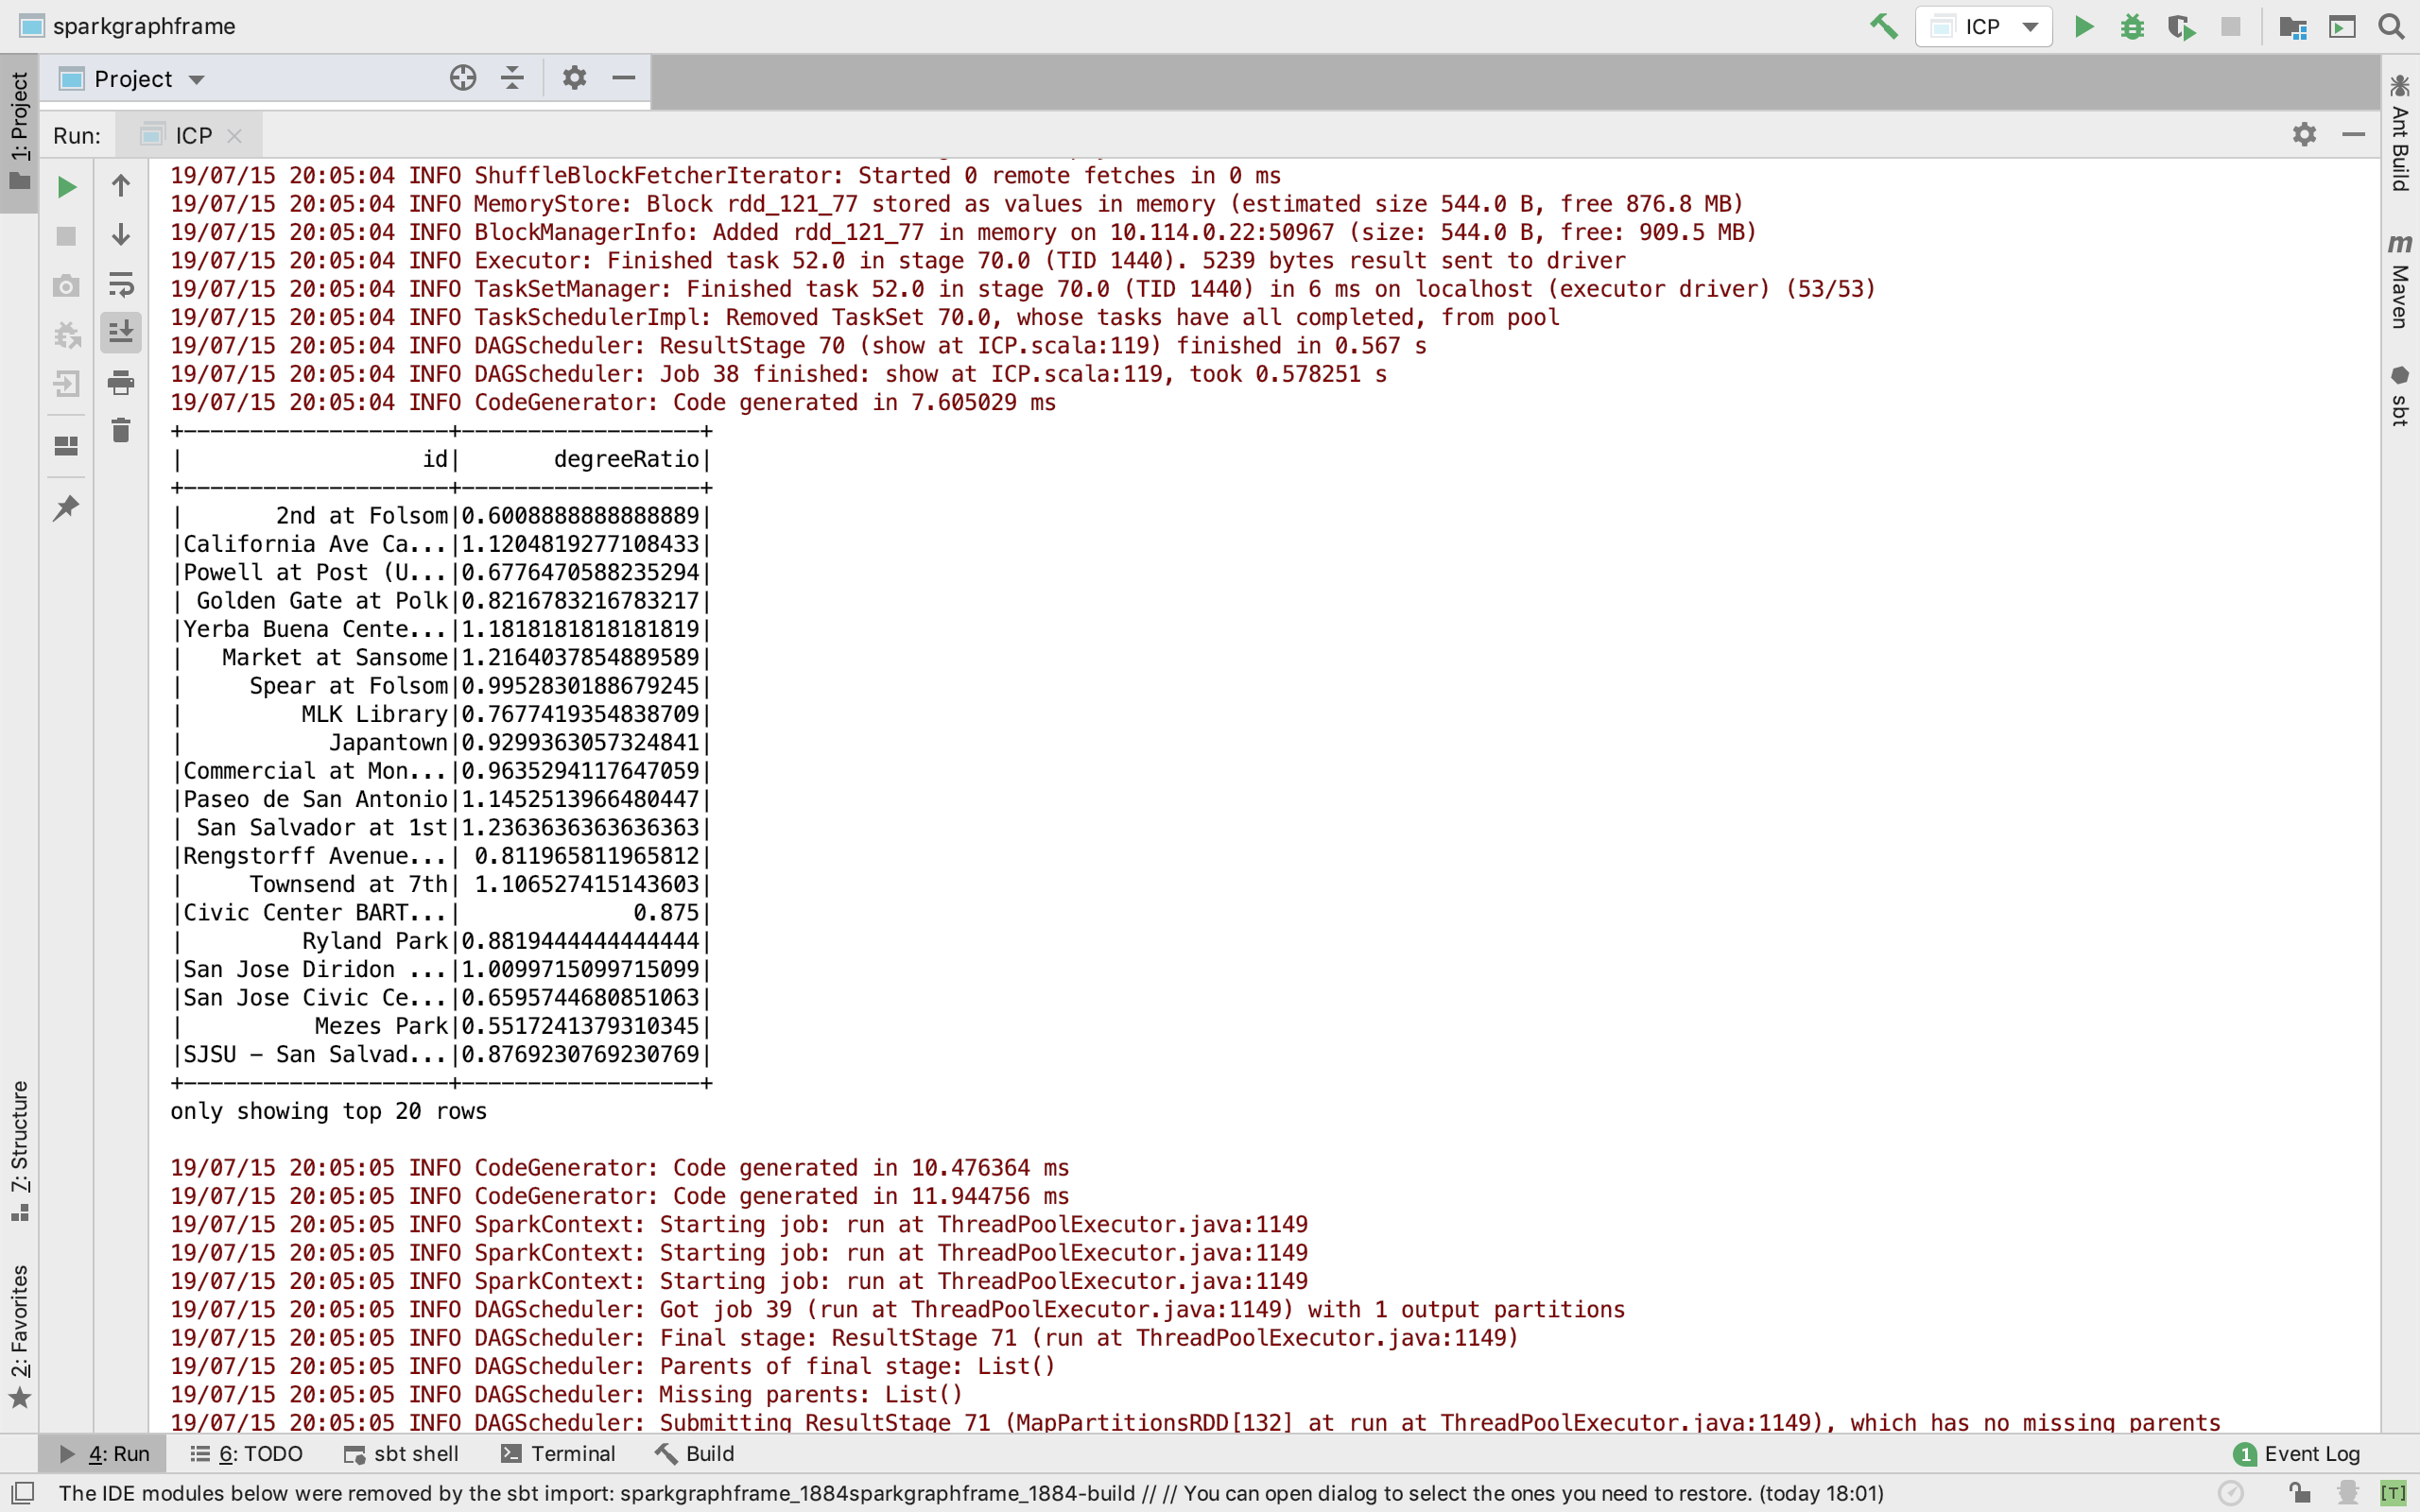 sparkgraphframe
ICP
Project
1: Project
Run: ICP
19/07/15 20:05:04 INFO ShuffleBlockFetcherIterator: Started 0 remote fetches in 0 ms
19/07/15 20:05:04 INFO MemoryStore: Block rdd_121_77 stored as values in memory (estimated size 544.0 B, free 876.8 MB)
19/07/15 20:05:04 INFO BlockManagerInfo: Added rdd_121_77 in memory on 10.114.0.22:50967 (size: 544.0 B, free: 909.5 MB)
19/07/15 20:05:04 INFO Executor: Finished task 52.0 in stage 70.0 (TID 1440). 5239 bytes result sent to driver
19/07/15 20:05:04 INFO TaskSetManager: Finished task 52.0 in stage 70.0 (TID 1440) in 6 ms on localhost (executor driver) (53/53)
19/07/15 20:05:04 INFO TaskSchedulerImpl: Removed TaskSet 70.0, whose tasks have all completed, from pool
19/07/15 20:05:04 INFO DAGScheduler: ResultStage 70 (show at ICP.scala:119) finished in 0.567 s
19/07/15 20:05:04 INFO DAGScheduler: Job 38 finished: show at ICP.scala:119, took 0.578251 s
19/07/15 20:05:04 INFO CodeGenerator: Code generated in 7.605029 ms
+--------------------+------------------+
|                  id|       degreeRatio|
+--------------------+------------------+
|       2nd at Folsom|0.6008888888888889|
|California Ave Ca...|1.1204819277108433|
|Powell at Post (U...|0.6776470588235294|
| Golden Gate at Polk|0.8216783216783217|
|Yerba Buena Cente...|1.1818181818181819|
|   Market at Sansome|1.2164037854889589|
|     Spear at Folsom|0.9952830188679245|
|         MLK Library|0.7677419354838709|
|           Japantown|0.9299363057324841|
|Commercial at Mon...|0.9635294117647059|
|Paseo de San Antonio|1.1452513966480447|
| San Salvador at 1st|1.2363636363636363|
|Rengstorff Avenue...| 0.811965811965812|
|     Townsend at 7th| 1.106527415143603|
|Civic Center BART...|             0.875|
|         Ryland Park|0.8819444444444444|
|San Jose Diridon ...|1.0099715099715099|
|San Jose Civic Ce...|0.6595744680851063|
|          Mezes Park|0.5517241379310345|
|SJSU - San Salvad...|0.8769230769230769|
+--------------------+------------------+
only showing top 20 rows
19/07/15 20:05:05 INFO CodeGenerator: Code generated in 10.476364 ms
19/07/15 20:05:05 INFO CodeGenerator: Code generated in 11.944756 ms
19/07/15 20:05:05 INFO SparkContext: Starting job: run at ThreadPoolExecutor.java:1149
19/07/15 20:05:05 INFO SparkContext: Starting job: run at ThreadPoolExecutor.java:1149
19/07/15 20:05:05 INFO SparkContext: Starting job: run at ThreadPoolExecutor.java:1149
19/07/15 20:05:05 INFO DAGScheduler: Got job 39 (run at ThreadPoolExecutor.java:1149) with 1 output partitions
19/07/15 20:05:05 INFO DAGScheduler: Final stage: ResultStage 71 (run at ThreadPoolExecutor.java:1149)
19/07/15 20:05:05 INFO DAGScheduler: Parents of final stage: List()
19/07/15 20:05:05 INFO DAGScheduler: Missing parents: List()
19/07/15 20:05:05 INFO DAGScheduler: Submitting ResultStage 71 (MapPartitionsRDD[132] at run at ThreadPoolExecutor.java:1149), which has no missing parents
Ant Build
m Maven
sbt
7: Structure
2: Favorites
4: Run
6: TODO
sbt shell
Terminal
Build
1 Event Log
The IDE modules below were removed by the sbt import: sparkgraphframe_1884sparkgraphframe_1884-build // // You can open dialog to select the ones you need to restore. (today 18:01)
[T]